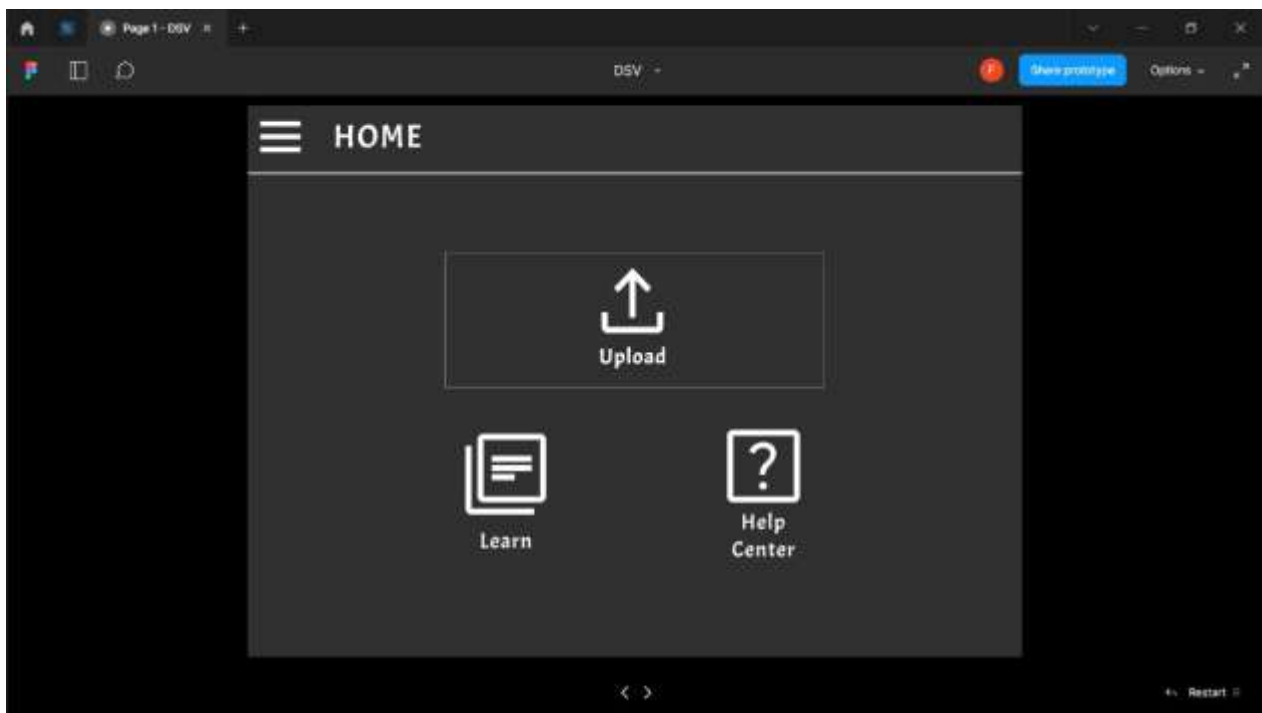 Page 1 - DSV
DSV
Share prototype
Options
HOME
Upload
Learn
?
Help
Center
Restart